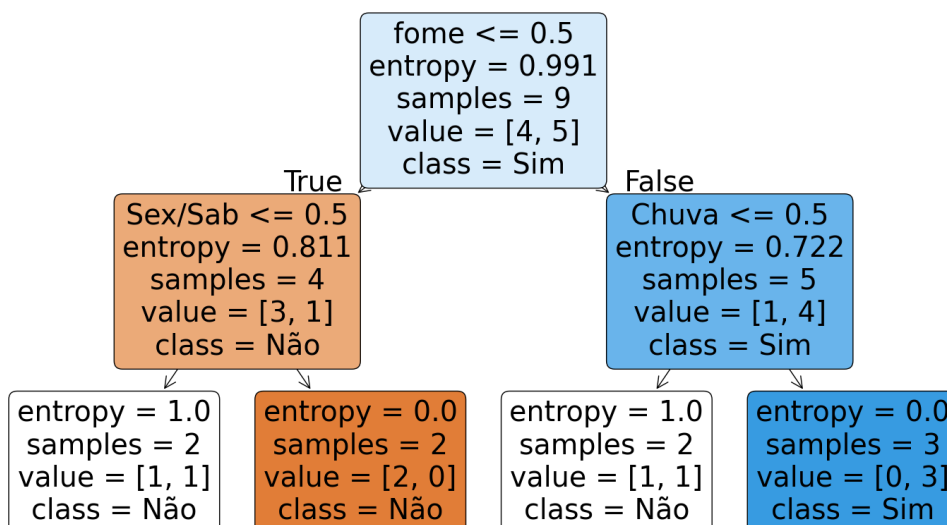 fome <= 0.5
entropy = 0.991
samples = 9
value = [4, 5]
class = Sim
True
False
Sex/Sab <= 0.5
entropy = 0.811
samples = 4
value = [3, 1]
class = Não
Chuva <= 0.5
entropy = 0.722
samples = 5
value = [1, 4]
class = Sim
entropy = 1.0
samples = 2
value = [1, 1]
class = Não
entropy = 0.0
samples = 2
value = [2, 0]
class = Não
entropy = 1.0
samples = 2
value = [1, 1]
class = Não
entropy = 0.0
samples = 3
value = [0, 3]
class = Sim